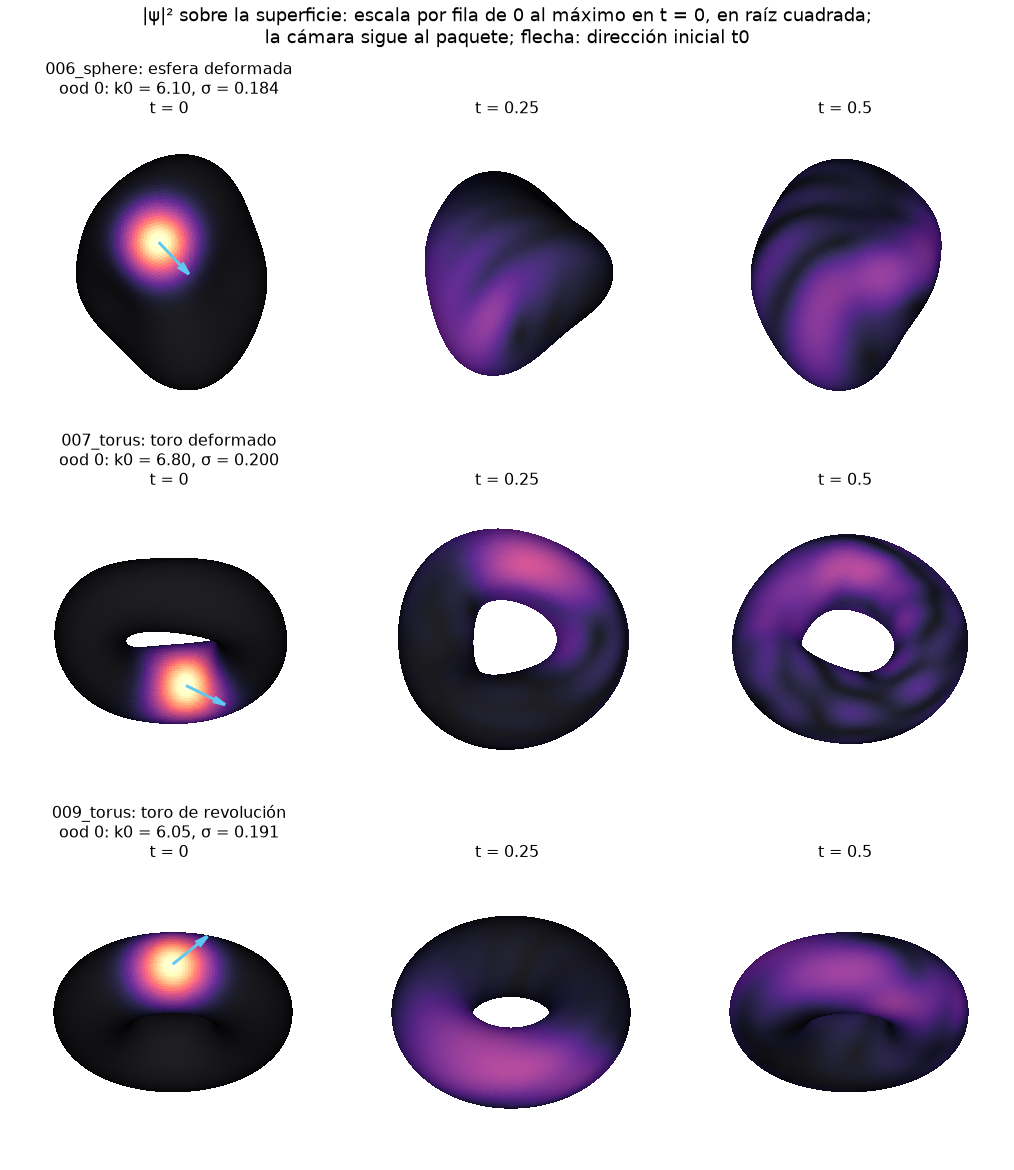 |ψ|² sobre la superficie: escala por fila de 0 al máximo en t = 0, en raíz cuadrada;
la cámara sigue al paquete; flecha: dirección inicial t0
006_sphere: esfera deformada
ood 0: k0 = 6.10, σ = 0.184
t = 0
t = 0.25
t = 0.5
007_torus: toro deformado
ood 0: k0 = 6.80, σ = 0.200
t = 0
t = 0.25
t = 0.5
009_torus: toro de revolución
ood 0: k0 = 6.05, σ = 0.191
t = 0
t = 0.25
t = 0.5